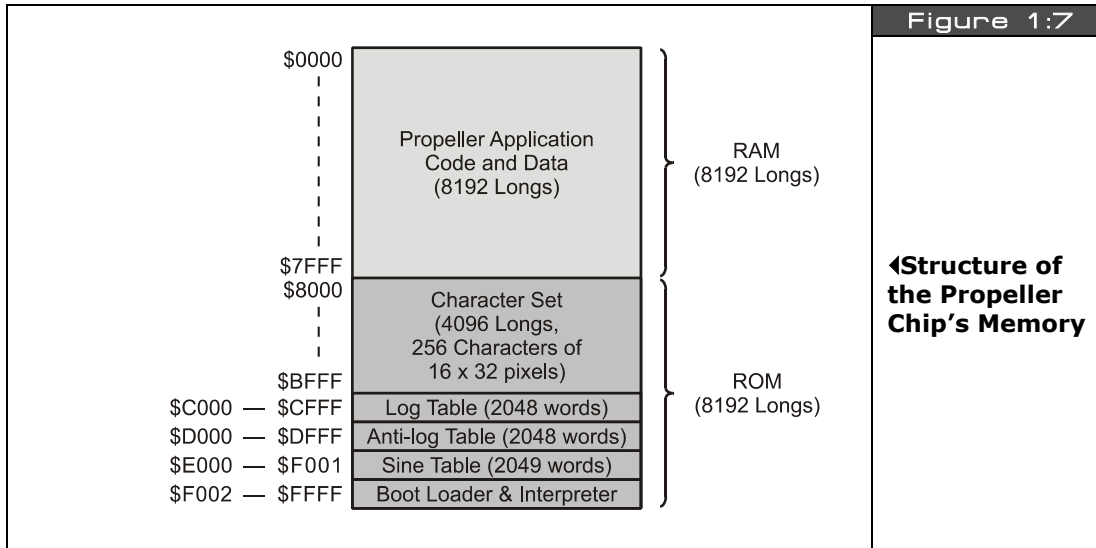 Figure 1:7
$0000
Propeller Application
Code and Data
(8192 Longs)
RAM
(8192 Longs)
$7FFF
$8000
Character Set
(4096 Longs,
256 Characters of
16 x 32 pixels)
$BFFF
ROM
(8192 Longs)
$C000 — $CFFF Log Table (2048 words)
$D000 — $DFFF Anti-log Table (2048 words)
$E000 — $F001 Sine Table (2049 words)
$F002 — $FFFF Boot Loader & Interpreter
Structure of
the Propeller
Chip’s Memory